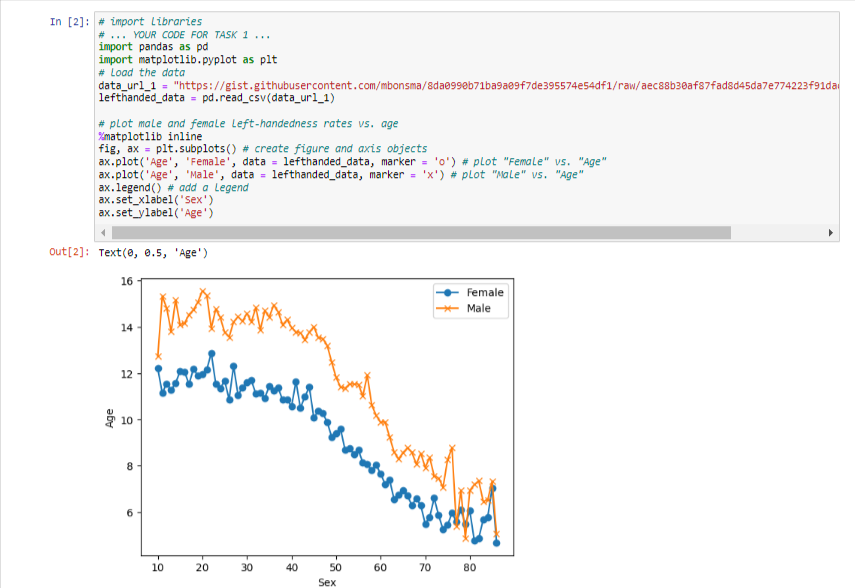 In [2]: # import libraries
# ... YOUR CODE FOR TASK 1 ...
import pandas as pd
import matplotlib.pyplot as plt
# Load the data
data_url_1 = "https://gist.githubusercontent.com/mbonsma/8da0990b71ba9a09f7de395574e54df1/raw/aec88b30af87fad8d45da7e774223f91da
lefthanded_data = pd.read_csv(data_url_1)
# plot male and female left-handedness rates vs. age
%matplotlib inline
fig, ax = plt.subplots() # create figure and axis objects
ax.plot('Age', 'Female', data = lefthanded_data, marker = 'o') # plot "Female" vs. "Age"
ax.plot('Age', 'Male', data = lefthanded_data, marker = 'x') # plot "Male" vs. "Age"
ax.legend() # add a legend
ax.set_xlabel('Sex')
ax.set_ylabel('Age')
Out[2]: Text(0, 0.5, 'Age')
Female
Male
16
14
12
10
8
6
Age
10 20 30 40 50 60 70 80
Sex